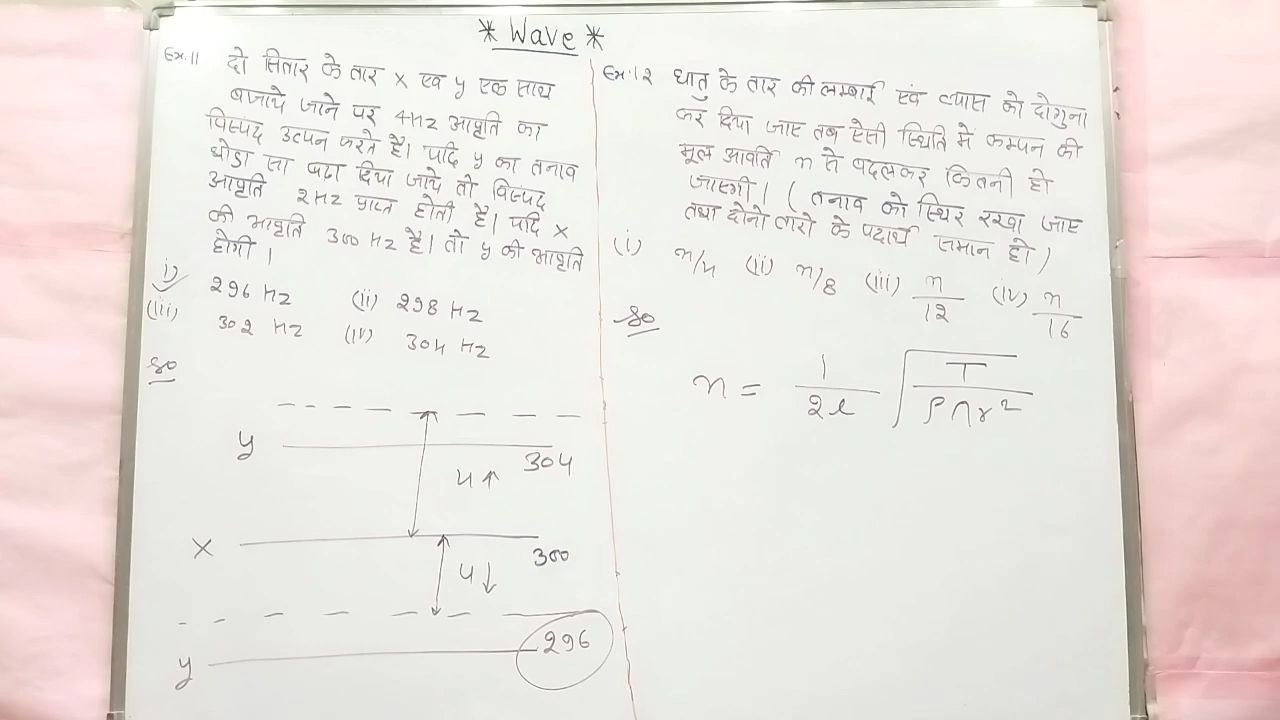 * Wave *
Ex.11 दो सितार के तार x एवं y एक साथ
बजाये जाने पर 4Hz आवृति का
विस्पंद उत्पन करते है। यदि y का तनाव
थोडा सा बढा दिया जाये तो विस्पंद
आवृति 2Hz प्राप्त होती है। यदि x
की आवृति 300 Hz है। तो y की आवृति
होगी।
i) 296 Hz (ii) 298 Hz
(iii) 302 Hz (iv) 304 Hz
So
y 304
4↑
x 300
4↓
296
y
Ex.12 धातु के तार की लम्बाई एवं व्यास को दोगुना
कर दिया जाए तब ऐसी स्थिति मे कम्पन की
मूल आवति n से बदलकर कितनी हो
जाएगी। ( तनाव को स्थिर रखा जाए
तथा दोनो तारो के पदार्थ समान हो )
(i) n/4 (ii) n/8 (iii) n/12 (iv) n/16
So
n = 1/2l √T/ρπr²